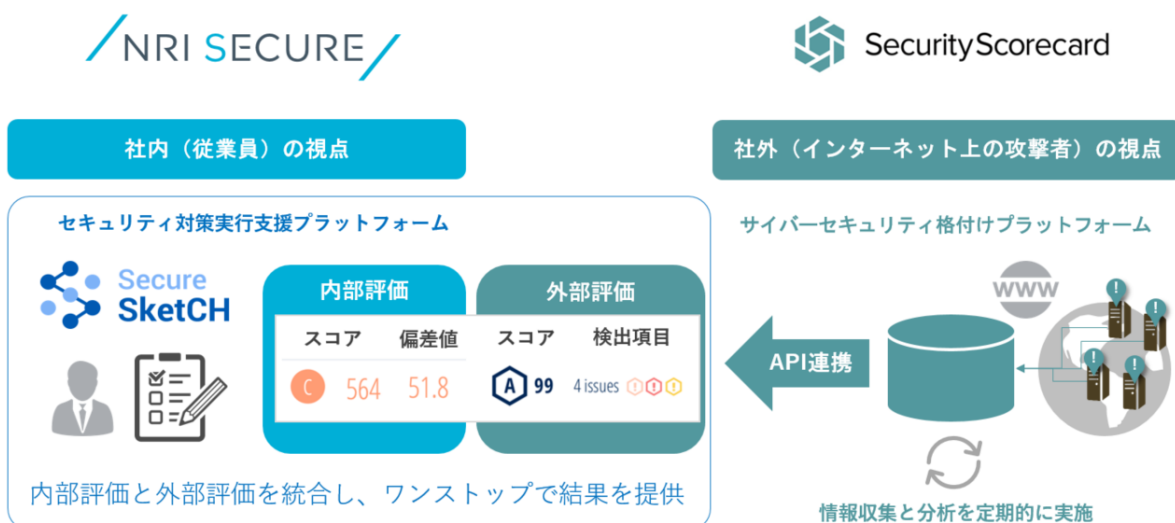 NRI SECURE
SecurityScorecard
社内（従業員）の視点
社外（インターネット上の攻撃者）の視点
セキュリティ対策実行支援プラットフォーム
サイバーセキュリティ格付けプラットフォーム
Secure
SketCH
内部評価
外部評価
スコア 偏差値 スコア 検出項目
C 564 51.8 A 99 4 issues ! ! !
WWW
! ! ! !
API連携
内部評価と外部評価を統合し、ワンストップで結果を提供
情報収集と分析を定期的に実施